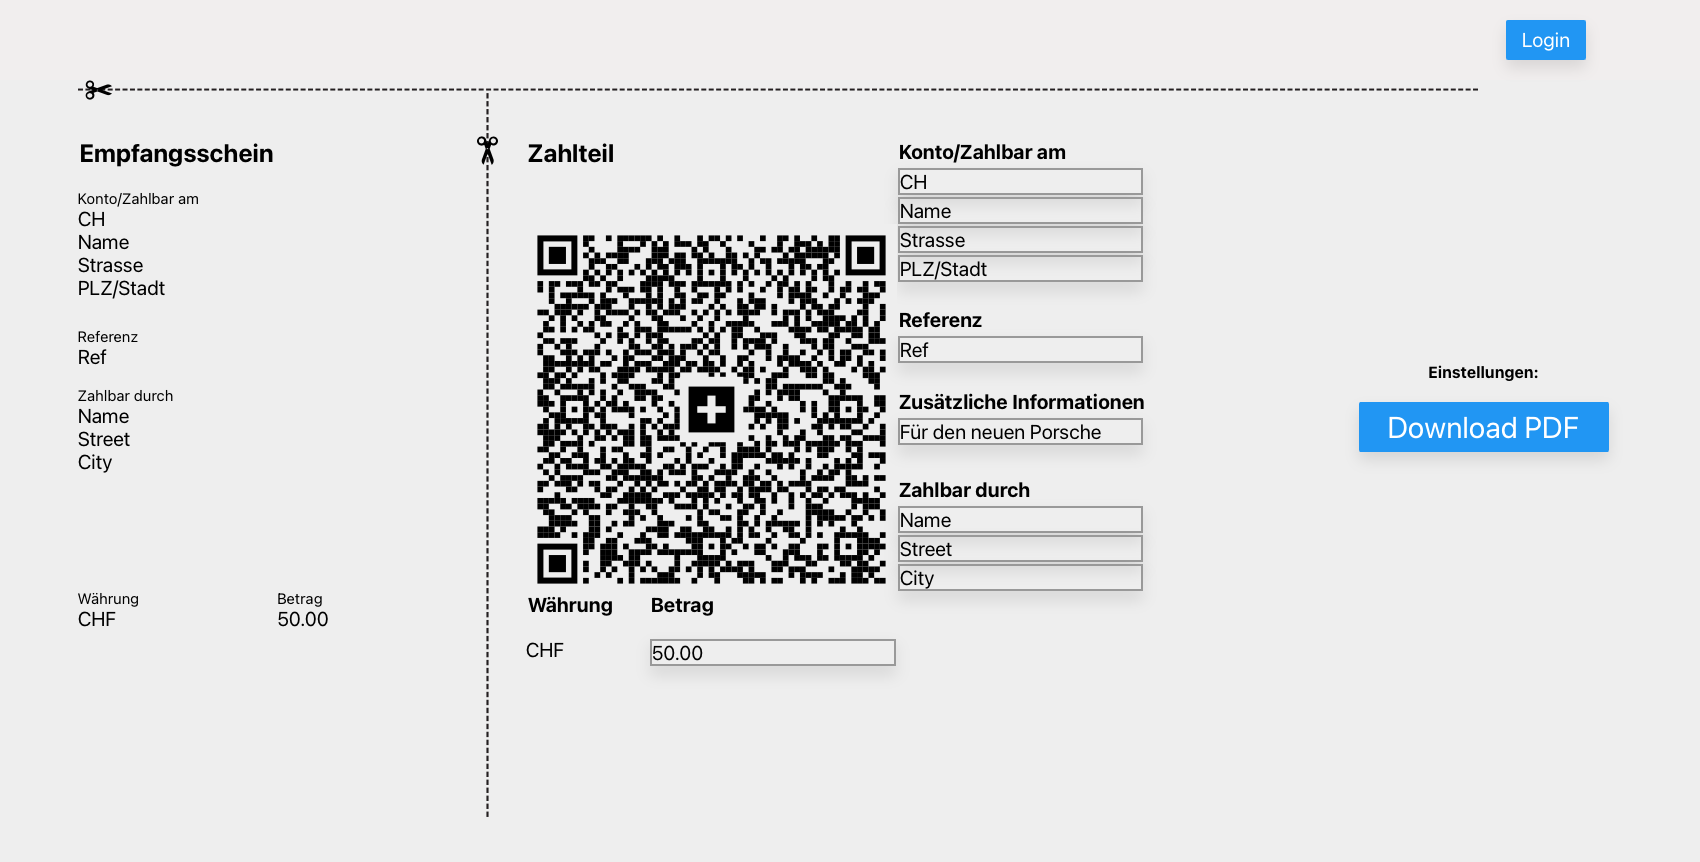 Login
Empfangsschein
Konto/Zahlbar am
CH
Name
Strasse
PLZ/Stadt
Referenz
Ref
Zahlbar durch
Name
Street
City
Währung
CHF
Betrag
50.00
Zahlteil
Währung
CHF
Betrag
50.00
Konto/Zahlbar am
CH
Name
Strasse
PLZ/Stadt
Referenz
Ref
Zusätzliche Informationen
Für den neuen Porsche
Zahlbar durch
Name
Street
City
Einstellungen:
Download PDF